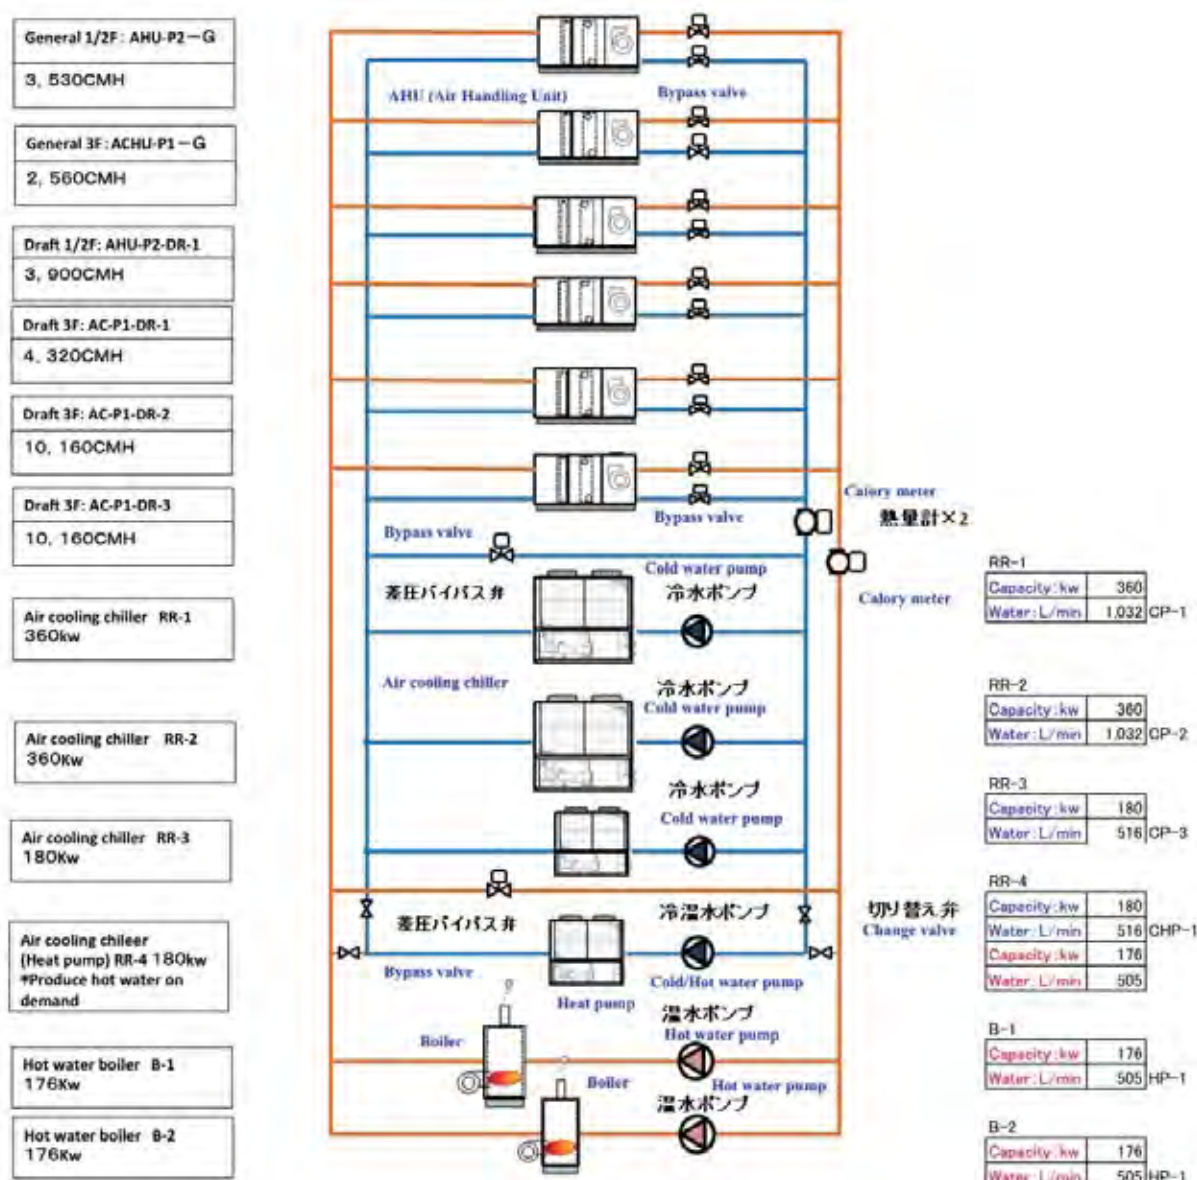 General 1/2F: AHU-P2-G
3, 530CMH
General 3F: ACHU-P1-G
2, 560CMH
Draft 1/2F: AHU-P2-DR-1
3, 900CMH
Draft 3F: AC-P1-DR-1
4, 320CMH
Draft 3F: AC-P1-DR-2
10, 160CMH
Draft 3F: AC-P1-DR-3
10, 160CMH
Air cooling chiller RR-1
360kw
Air cooling chiller RR-2
360Kw
Air cooling chiller RR-3
180Kw
Air cooling chileer
(Heat pump) RR-4 180kw
*Produce hot water on
demand
Hot water boiler B-1
176Kw
Hot water boiler B-2
176Kw
AHU (Air Handling Unit)
Bypass valve
Bypass valve
Bypass valve
差圧バイパス弁
Cold water pump
冷水ポンプ
Air cooling chiller
冷水ポンプ
Cold water pump
冷水ポンプ
Cold water pump
差圧バイパス弁
Bypass valve
冷温水ポンプ
Cold/Hot water pump
Heat pump
温水ポンプ
Hot water pump
Boiler
Boiler
Hot water pump
温水ポンプ
Calory meter
熱量計×2
Calory meter
切り替え弁
Change valve
RR-1
Capacity:kw 360
Water:L/min 1,032 CP-1
RR-2
Capacity:kw 360
Water:L/min 1,032 CP-2
RR-3
Capacity:kw 180
Water:L/min 516 CP-3
RR-4
Capacity:kw 180
Water:L/min 516 CHP-1
Capacity:kw 176
Water:L/min 505
B-1
Capacity:kw 176
Water:L/min 505 HP-1
B-2
Capacity:kw 176
Water:L/min 505 HP-1